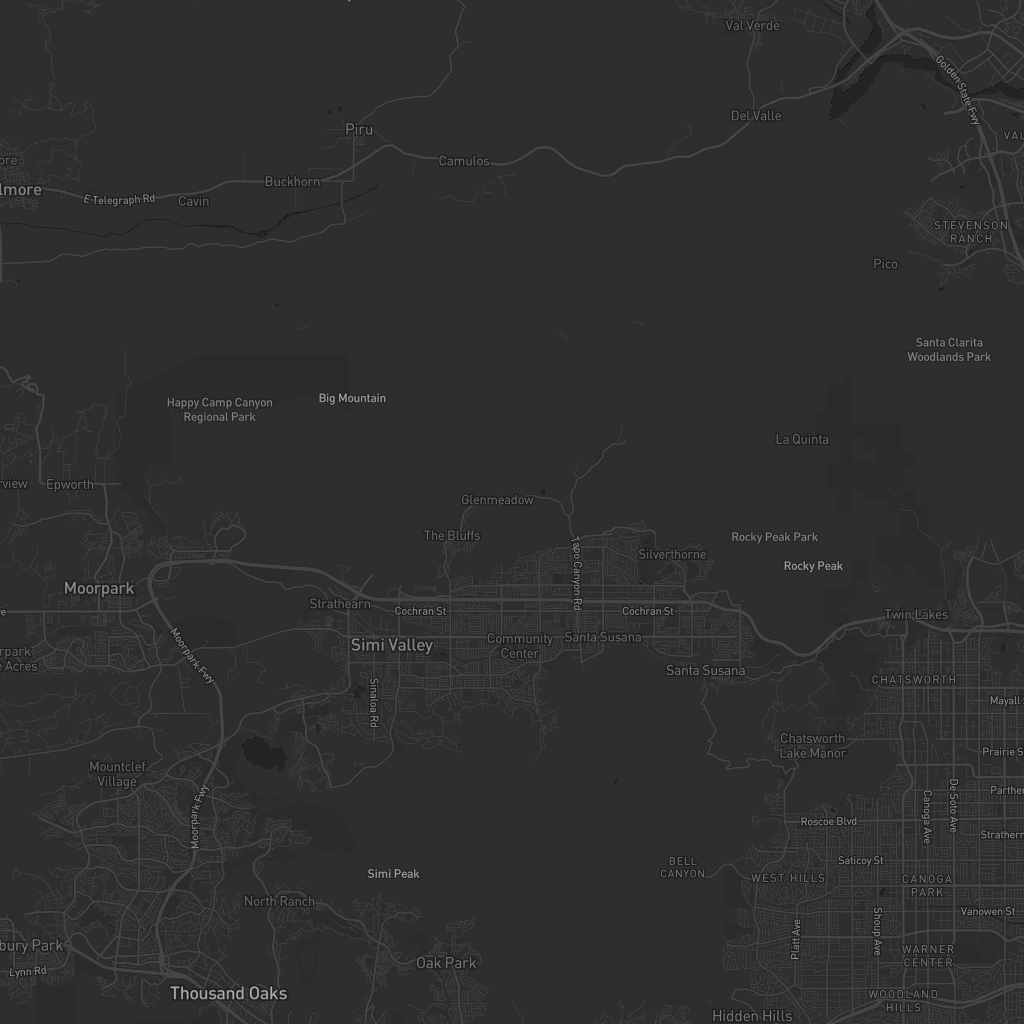 Val Verde
Golden State Fwy
Del Valle
Piru
VAL
ore
Camulos
lmore
Buckhorn
E Telegraph Rd
Cavin
STEVENSON
RANCH
Pico
Santa Clarita
Woodlands Park
Happy Camp Canyon
Regional Park
Big Mountain
La Quinta
rview
Epworth
Glenmeadow
The Bluffs
Tapo Canyon Rd
Rocky Peak Park
Silverthorne
Rocky Peak
Moorpark
Strathearn
Cochran St
Cochran St
Twin Lakes
Moorpark Fwy
Simi Valley
Community
Center
Santa Susana
rpark
e Acres
Santa Susana
CHATSWORTH
Sinaloa Rd
Mayall S
Chatsworth
Lake Manor
Prairie S
Mountclef
Village
Parther
Moorpark Fwy
Canoga Ave
De Soto Ave
Roscoe Blvd
Strathern
Saticoy St
Simi Peak
BELL
CANYON
WEST HILLS
CANOGA
PARK
North Ranch
Vanowen St
Platt Ave
Shoup Ave
bury Park
WARNER
CENTER
Oak Park
Lynn Rd
Thousand Oaks
WOODLAND
HILLS
Hidden Hills